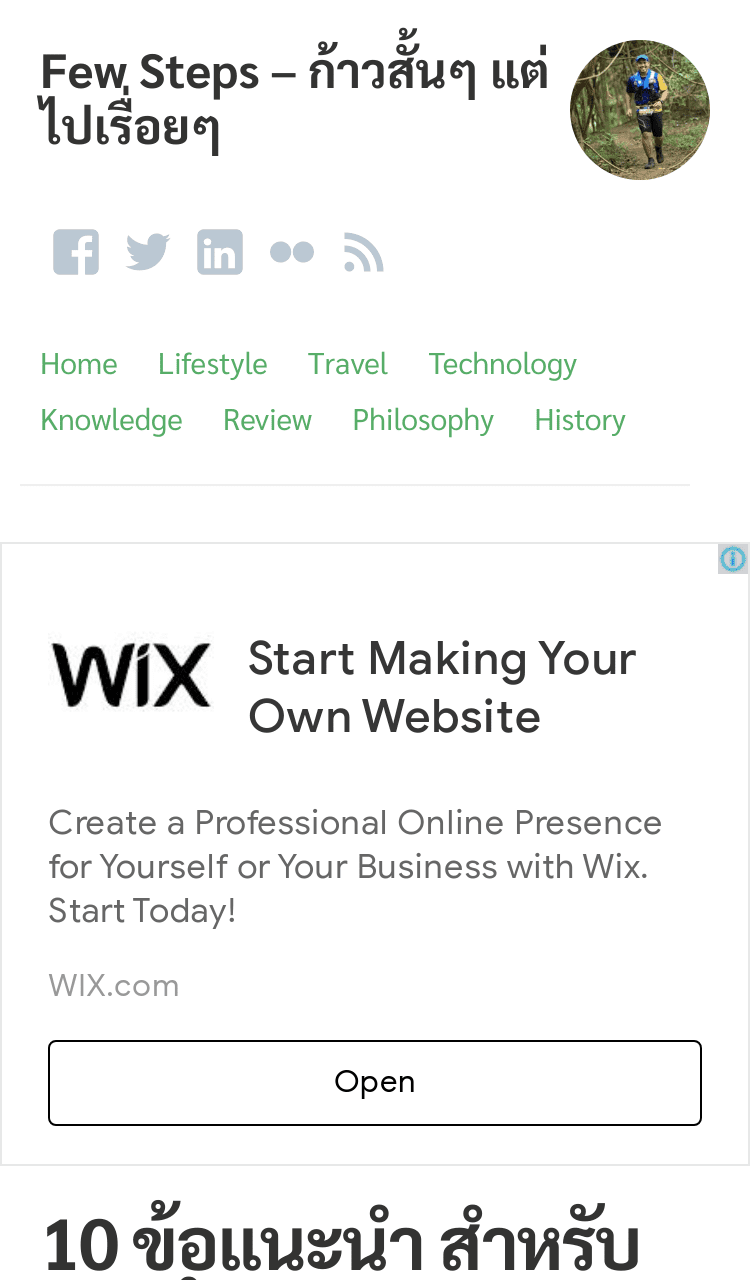 Few Steps – ก้าวสั้นๆ แต่
ไปเรื่อยๆ
Home Lifestyle Travel Technology
Knowledge Review Philosophy History
WiX
Start Making Your
Own Website
Create a Professional Online Presence
for Yourself or Your Business with Wix.
Start Today!
WIX.com
Open
10 ข้อแนะนำ สำหรับ